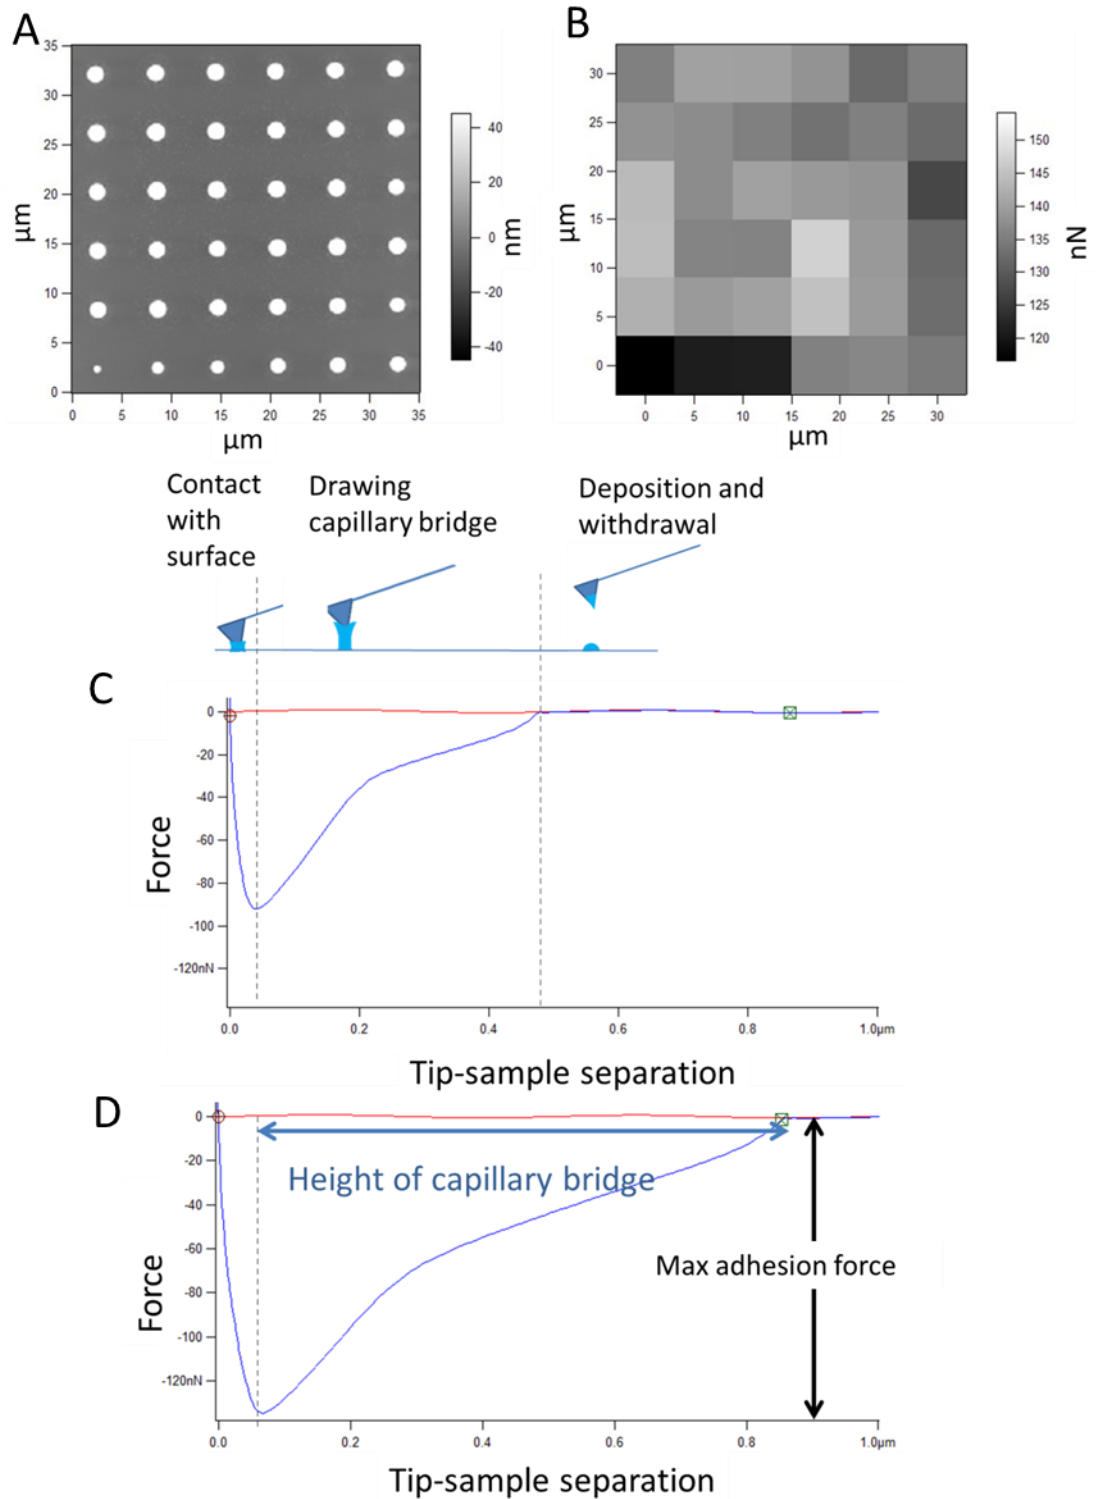 A
35
30
25
20
15
10
5
0
µm
0 5 10 15 20 25 30 35
µm
40
20
0
-20
-40
nm
B
30
25
20
15
10
5
0
µm
0 5 10 15 20 25 30
µm
150
145
140
135
130
125
120
nN
Contact
with
surface
Drawing
capillary bridge
Deposition and
withdrawal
C
0
-20
-40
-60
-80
-100
-120nN
Force
0.0 0.2 0.4 0.6 0.8 1.0µm
Tip-sample separation
D
0
-20
-40
-60
-80
-100
-120nN
Force
Height of capillary bridge
Max adhesion force
0.0 0.2 0.4 0.6 0.8 1.0µm
Tip-sample separation